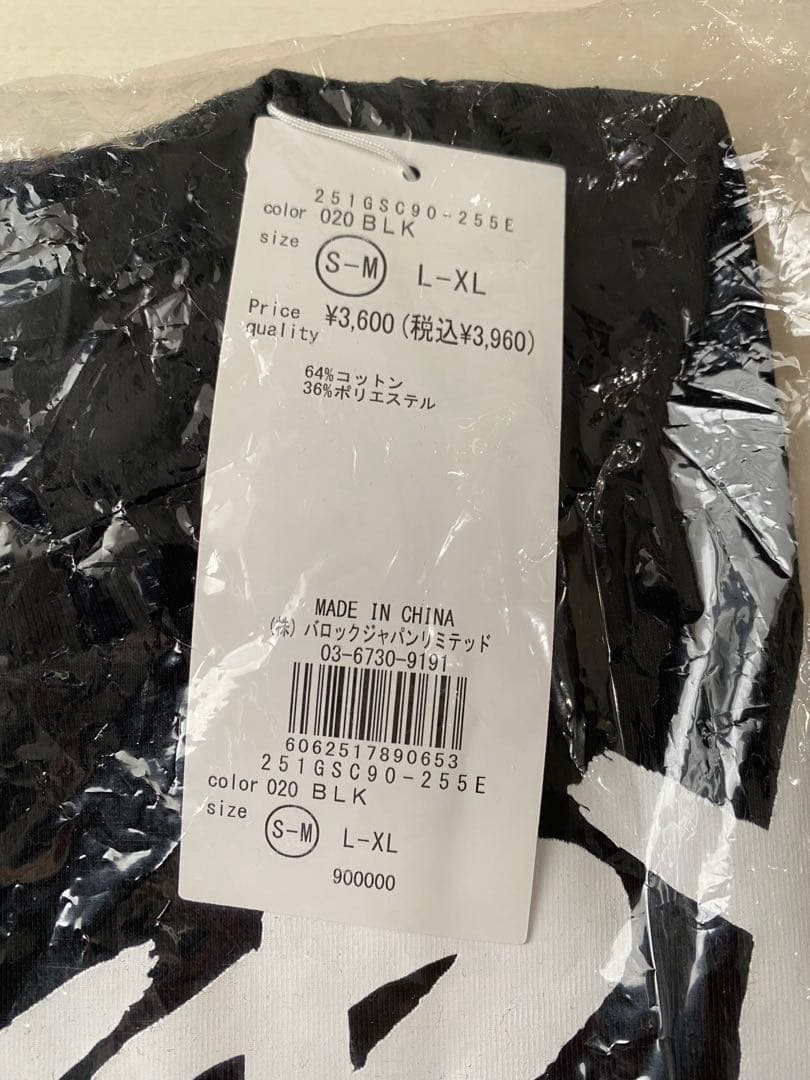 251GSC90-255E
color 020 BLK
size S-M L-XL
Price ¥3,600(税込¥3,960)
quality
64%コットン
36%ポリエステル
MADE IN CHINA
(株)バロックジャパンリミテッド
03-6730-9191
6062517890653
251GSC90-255E
color 020 BLK
size S-M L-XL
900000